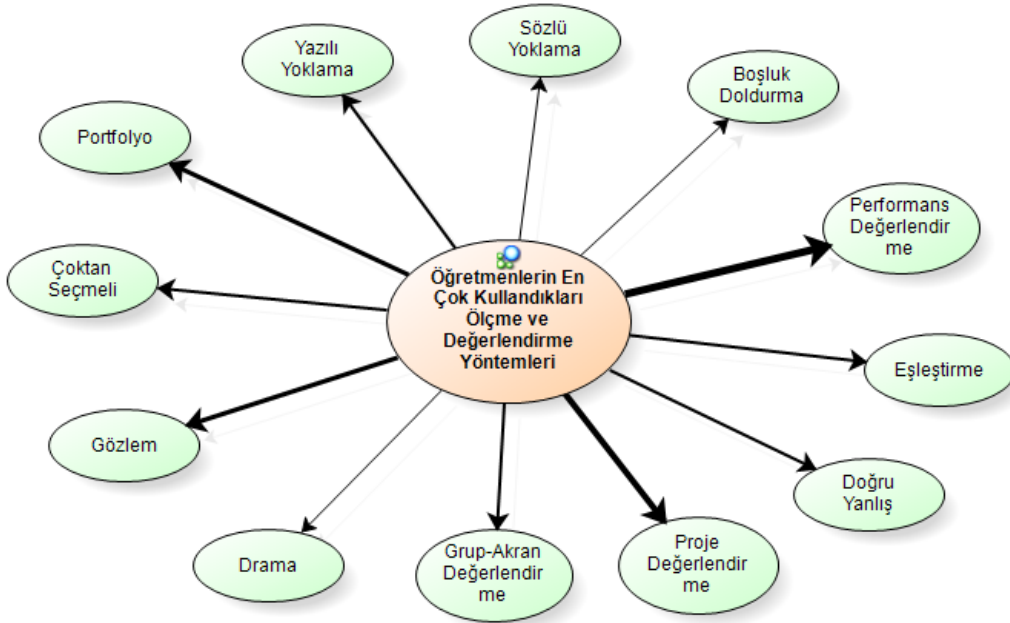 Sözlü
Yoklama
Yazılı
Yoklama
Boşluk
Doldurma
Portfolyo
Performans
Değerlendir
me
Çoktan
Seçmeli
Öğretmenlerin En
Çok Kullandıkları
Ölçme ve
Değerlendirme
Yöntemleri
Eşleştirme
Gözlem
Doğru
Yanlış
Drama
Grup-Akran
Değerlendir
me
Proje
Değerlendir
me